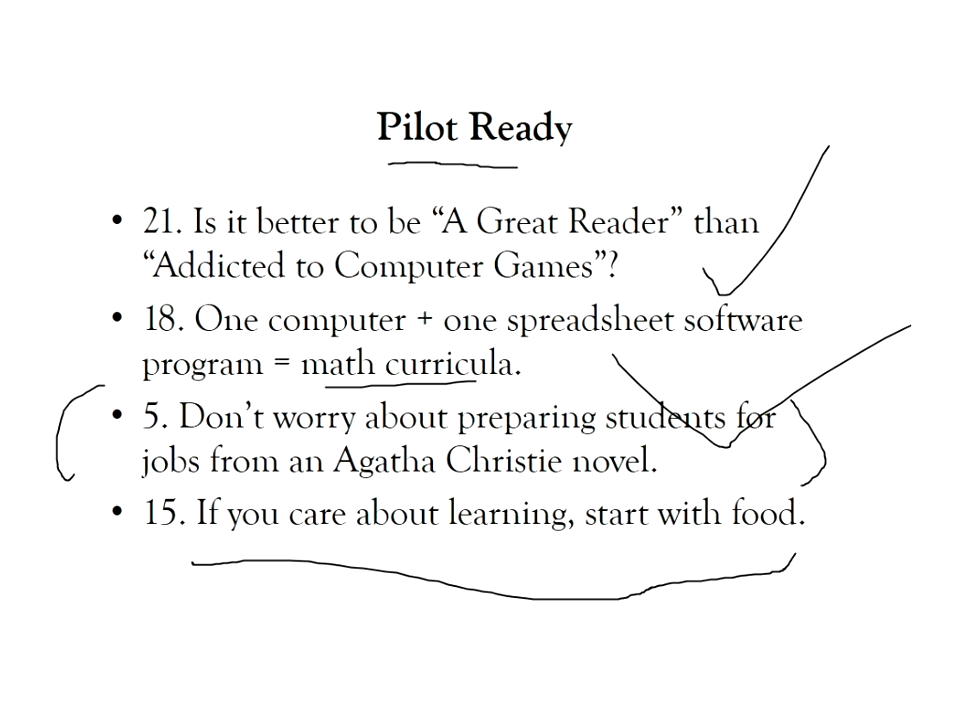 Pilot Ready
• 21. Is it better to be “A Great Reader” than
“Addicted to Computer Games”?
• 18. One computer + one spreadsheet software
program = math curricula.
• 5. Don’t worry about preparing students for
jobs from an Agatha Christie novel.
• 15. If you care about learning, start with food.